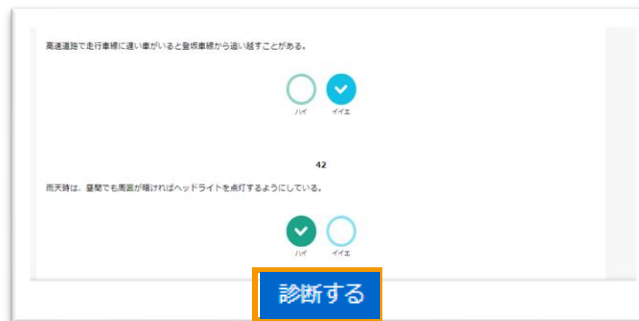 高速道路で走行車線に遅い車がいると登坂車線から追い越すことがある。
ハイ イイエ
42
雨天時は、昼間でも周囲が暗ければヘッドライトを点灯するようにしている。
ハイ イイエ
診断する